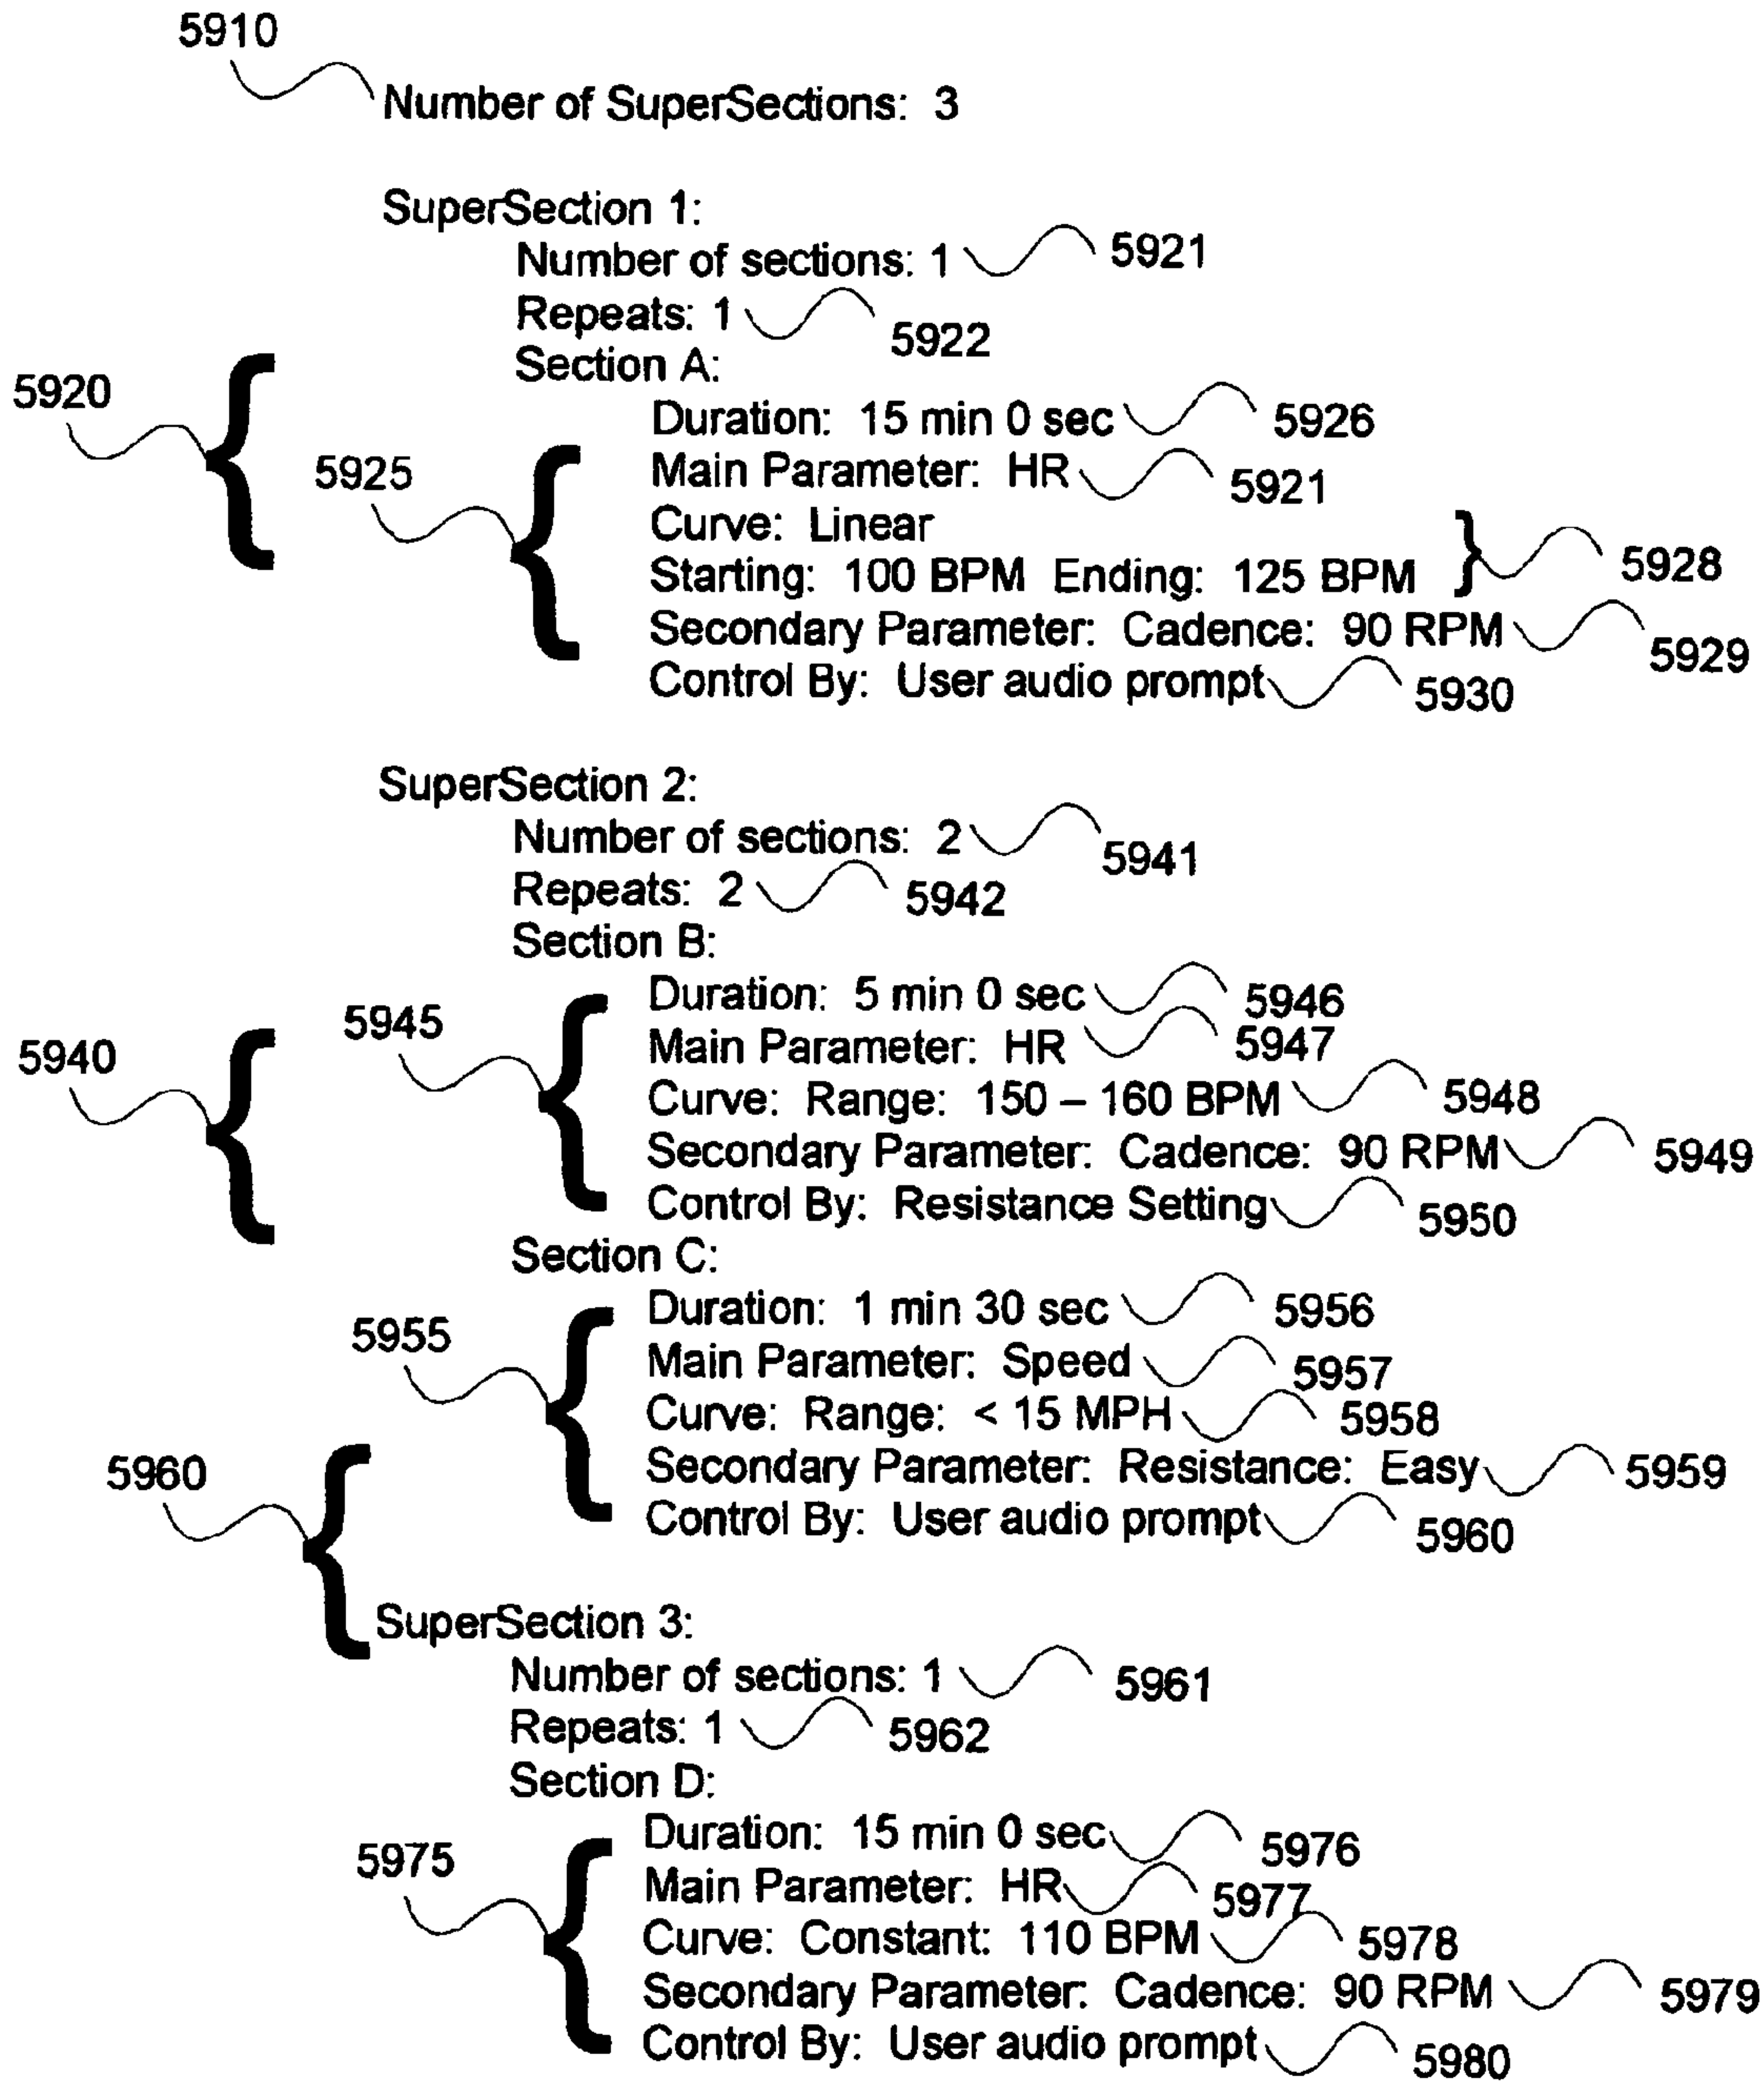 5910
Number of SuperSections: 3
SuperSection 1:
Number of sections: 1 5921
Repeats: 1 5922
Section A:
5920
Duration: 15 min 0 sec 5926
5925 Main Parameter: HR 5921
Curve: Linear
Starting: 100 BPM Ending: 125 BPM 5928
Secondary Parameter: Cadence: 90 RPM 5929
Control By: User audio prompt 5930
SuperSection 2:
Number of sections: 2 5941
Repeats: 2 5942
Section B:
Duration: 5 min 0 sec 5946
5945
5940 Main Parameter: HR 5947
Curve: Range: 150 – 160 BPM 5948
Secondary Parameter: Cadence: 90 RPM 5949
Control By: Resistance Setting 5950
Section C:
Duration: 1 min 30 sec 5956
5955
Main Parameter: Speed 5957
Curve: Range: < 15 MPH 5958
5960 Secondary Parameter: Resistance: Easy 5959
Control By: User audio prompt 5960
SuperSection 3:
Number of sections: 1 5961
Repeats: 1 5962
Section D:
Duration: 15 min 0 sec 5976
5975
Main Parameter: HR 5977
Curve: Constant: 110 BPM 5978
Secondary Parameter: Cadence: 90 RPM 5979
Control By: User audio prompt 5980